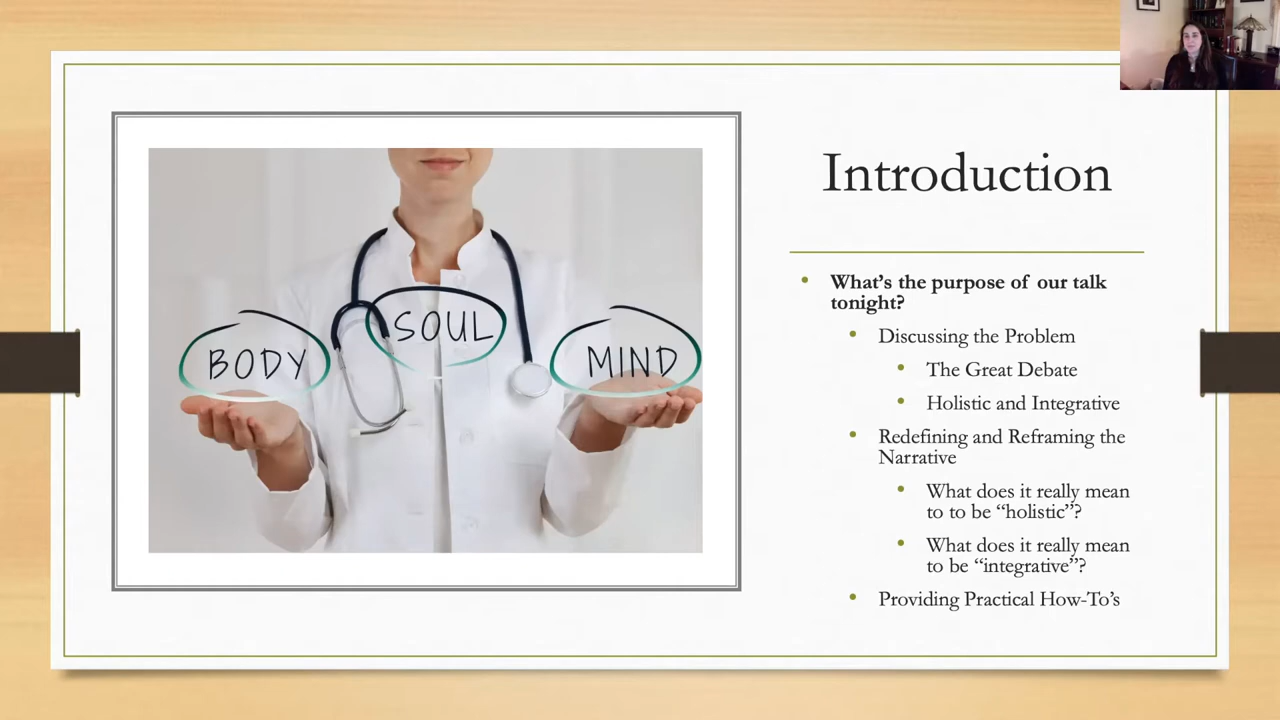 Introduction
BODY
SOUL
MIND
What’s the purpose of our talk
tonight?
Discussing the Problem
The Great Debate
Holistic and Integrative
Redefining and Reframing the
Narrative
What does it really mean
to to be “holistic”?
What does it really mean
to be “integrative”?
Providing Practical How-To’s